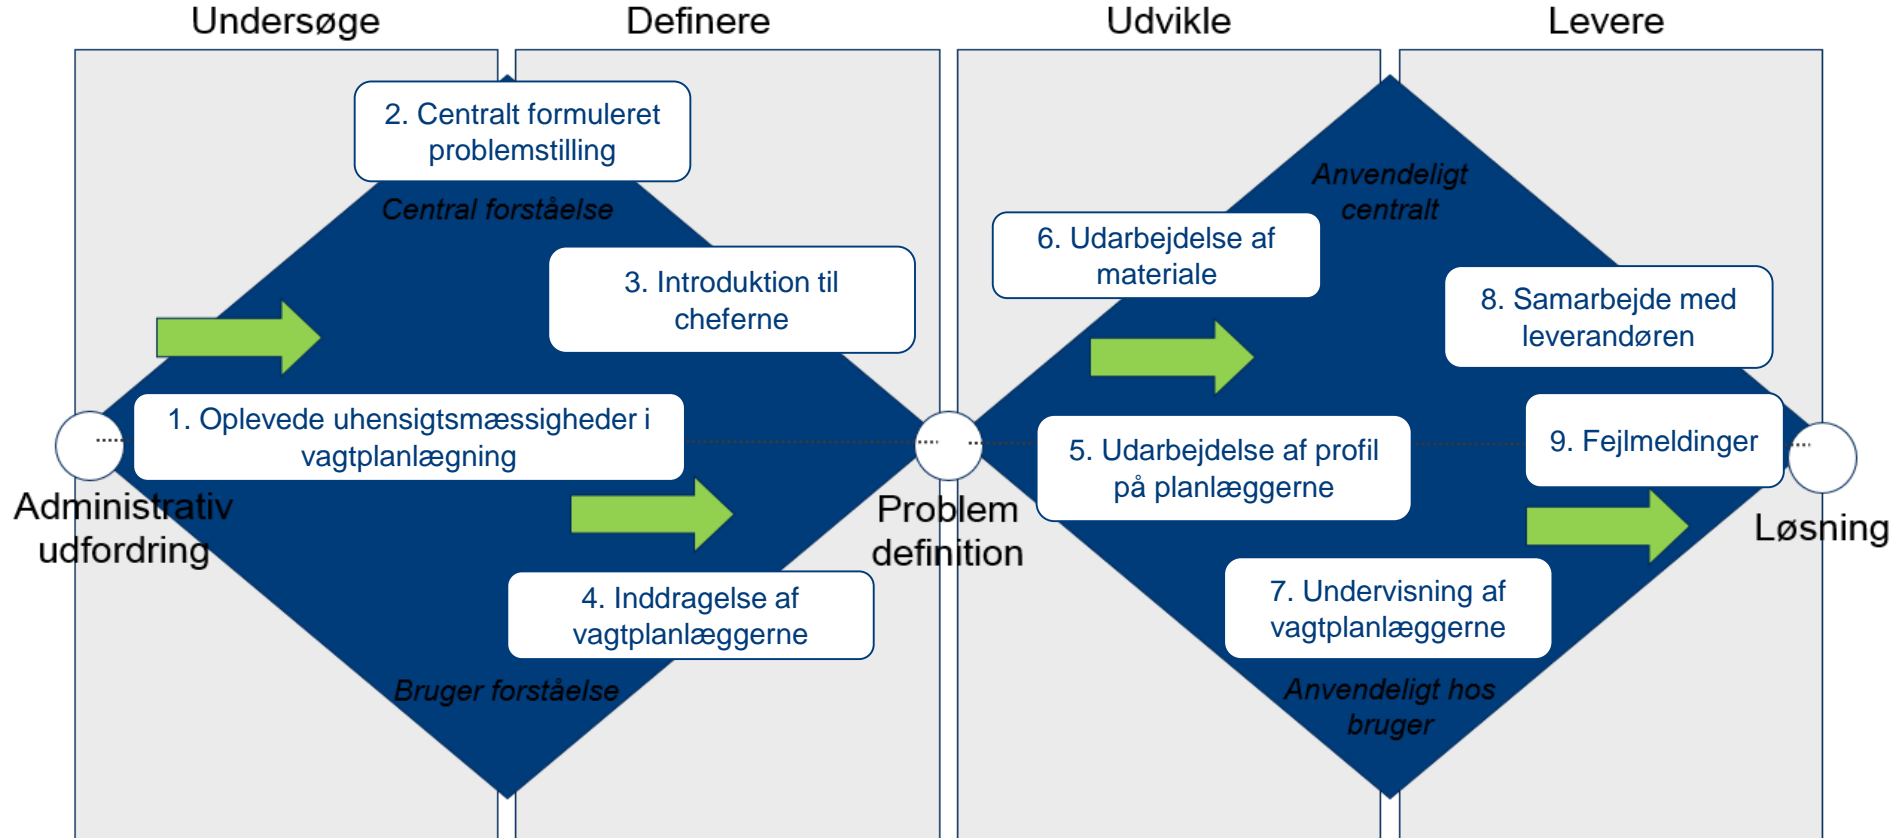 Undersøge
Definere
Udvikle
Levere
2. Centralt formuleret
problemstilling
Central forståelse
3. Introduktion til
cheferne
1. Oplevede uhensigtsmæssigheder i
vagtplanlægning
Administrativ
udfordring
4. Inddragelse af
vagtplanlæggerne
Bruger forståelse
Problem
definition
Anvendeligt
centralt
6. Udarbejdelse af
materiale
8. Samarbejde med
leverandøren
5. Udarbejdelse af profil
på planlæggerne
9. Fejlmeldinger
Løsning
7. Undervisning af
vagtplanlæggerne
Anvendeligt hos
bruger